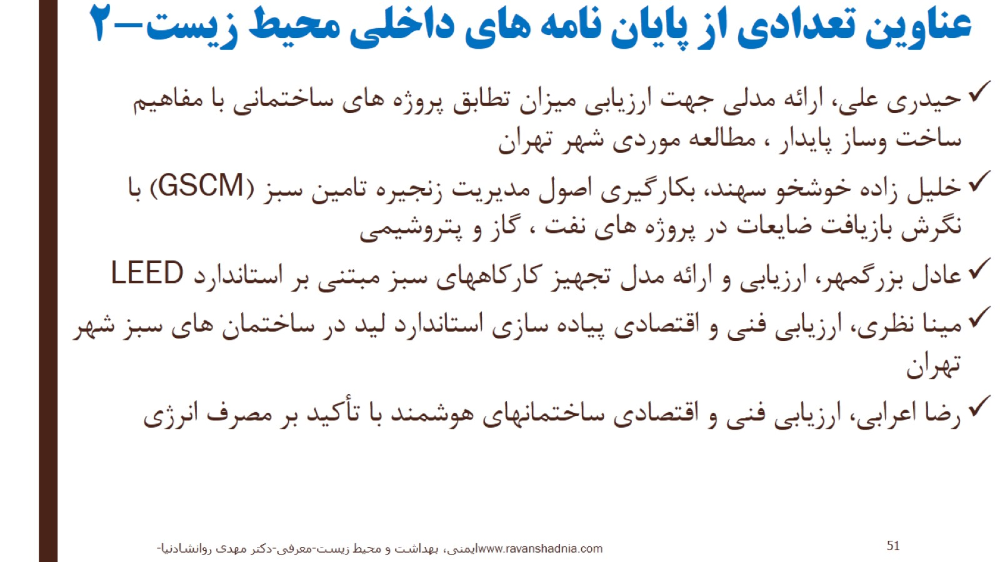 عناوین تعدادی از پایان نامه های داخلی محیط زیست–۲
✓ حیدری علی، ارائه مدلی جهت ارزیابی میزان تطابق پروژه های ساختمانی با مفاهیم
ساخت وساز پایدار ، مطالعه موردی شهر تهران
✓ خلیل زاده خوشخو سهند، بکارگیری اصول مدیریت زنجیره تامین سبز (GSCM) با
نگرش بازیافت ضایعات در پروژه های نفت ، گاز و پتروشیمی
✓ عادل بزرگمهر، ارزیابی و ارائه مدل تجهیز کارکاههای سبز مبتنی بر استاندارد LEED
✓ مینا نظری، ارزیابی فنی و اقتصادی پیاده سازی استاندارد لید در ساختمان های سبز شهر
تهران
✓ رضا اعرابی، ارزیابی فنی و اقتصادی ساختمانهای هوشمند با تأکید بر مصرف انرژی
www.ravanshadnia.comایمنی، بهداشت و محیط زیست-معرفی-دکتر مهدی روانشادنیا-
51